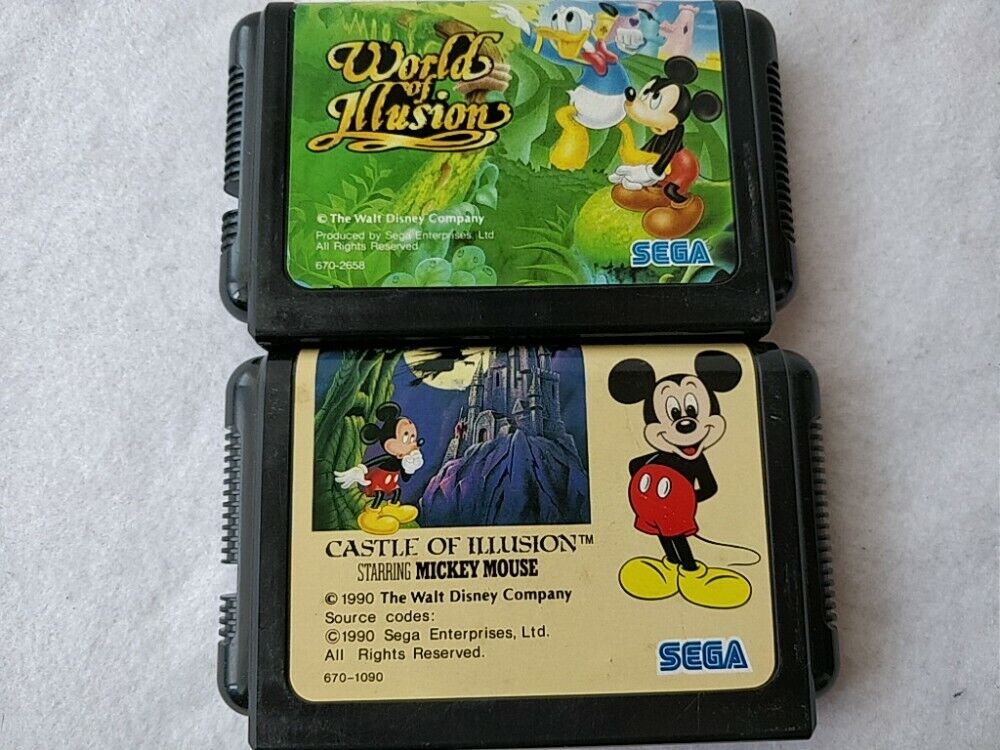 World
of
Illusion
© The Walt Disney Company
Produced by Sega Enterprises, Ltd.
All Rights Reserved.
670-2658
SEGA
CASTLE OF ILLUSION™
STARRING MICKEY MOUSE
© 1990 The Walt Disney Company
Source codes:
©1990 Sega Enterprises, Ltd.
All Rights Reserved.
670-1090
SEGA